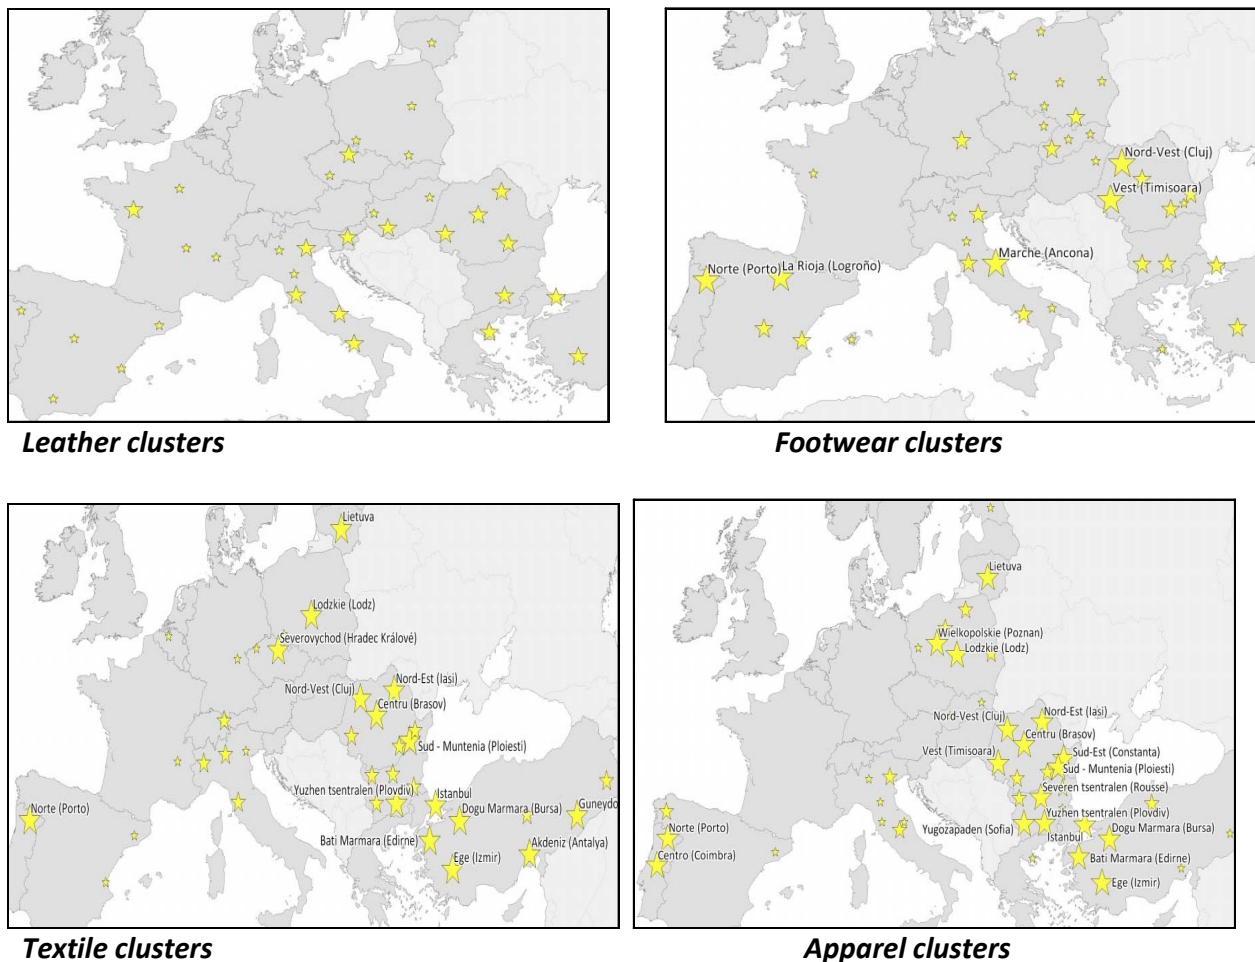 Nord-Vest (Cluj)
Vest (Timisoara)
Marche (Ancona)
Norte (Porto)
La Rioja (Logroño)
Leather clusters
Footwear clusters
Lietuva
Lodzkie (Lodz)
Severovychod (Hradec Králové)
Nord-Est (Iasi)
Nord-Vest (Cluj)
Centru (Brasov)
Sud - Muntenia (Ploiesti)
Yuzhen tsentralen (Plovdiv)
Istanbul
Guneydo
Norte (Porto)
Dogu Marmara (Bursa)
Bati Marmara (Edirne)
Akdeniz (Antalya)
Ege (Izmir)
Lietuva
Wielkopolskie (Poznan)
Lodzkie (Lodz)
Nord-Est (Iasi)
Nord-Vest (Cluj)
Centru (Brasov)
Sud-Est (Constanta)
Vest (Timisoara)
Sud - Muntenia (Ploiesti)
Severen tsentralen (Rousse)
Yuzhen tsentralen (Plovdiv)
Norte (Porto)
Yugozapaden (Sofia)
Istanbul
Dogu Marmara (Bursa)
Centro (Coimbra)
Bati Marmara (Edirne)
Ege (Izmir)
Textile clusters
Apparel clusters